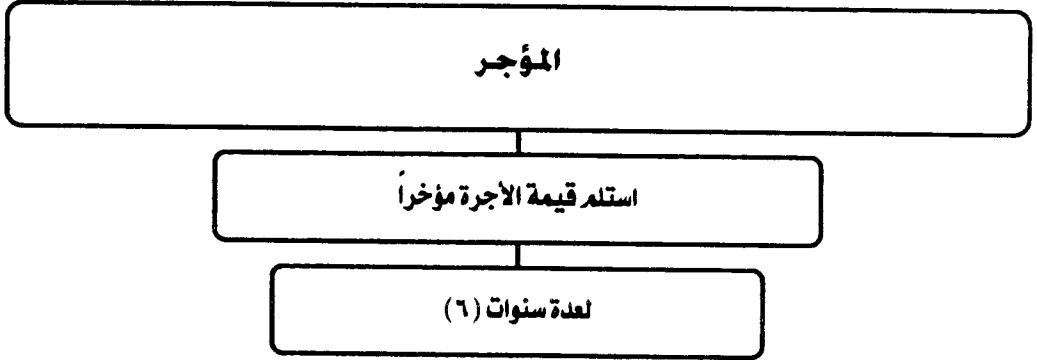 المؤجر
استلم قيمة الأجرة مؤخراً
لعدة سنوات (٦)